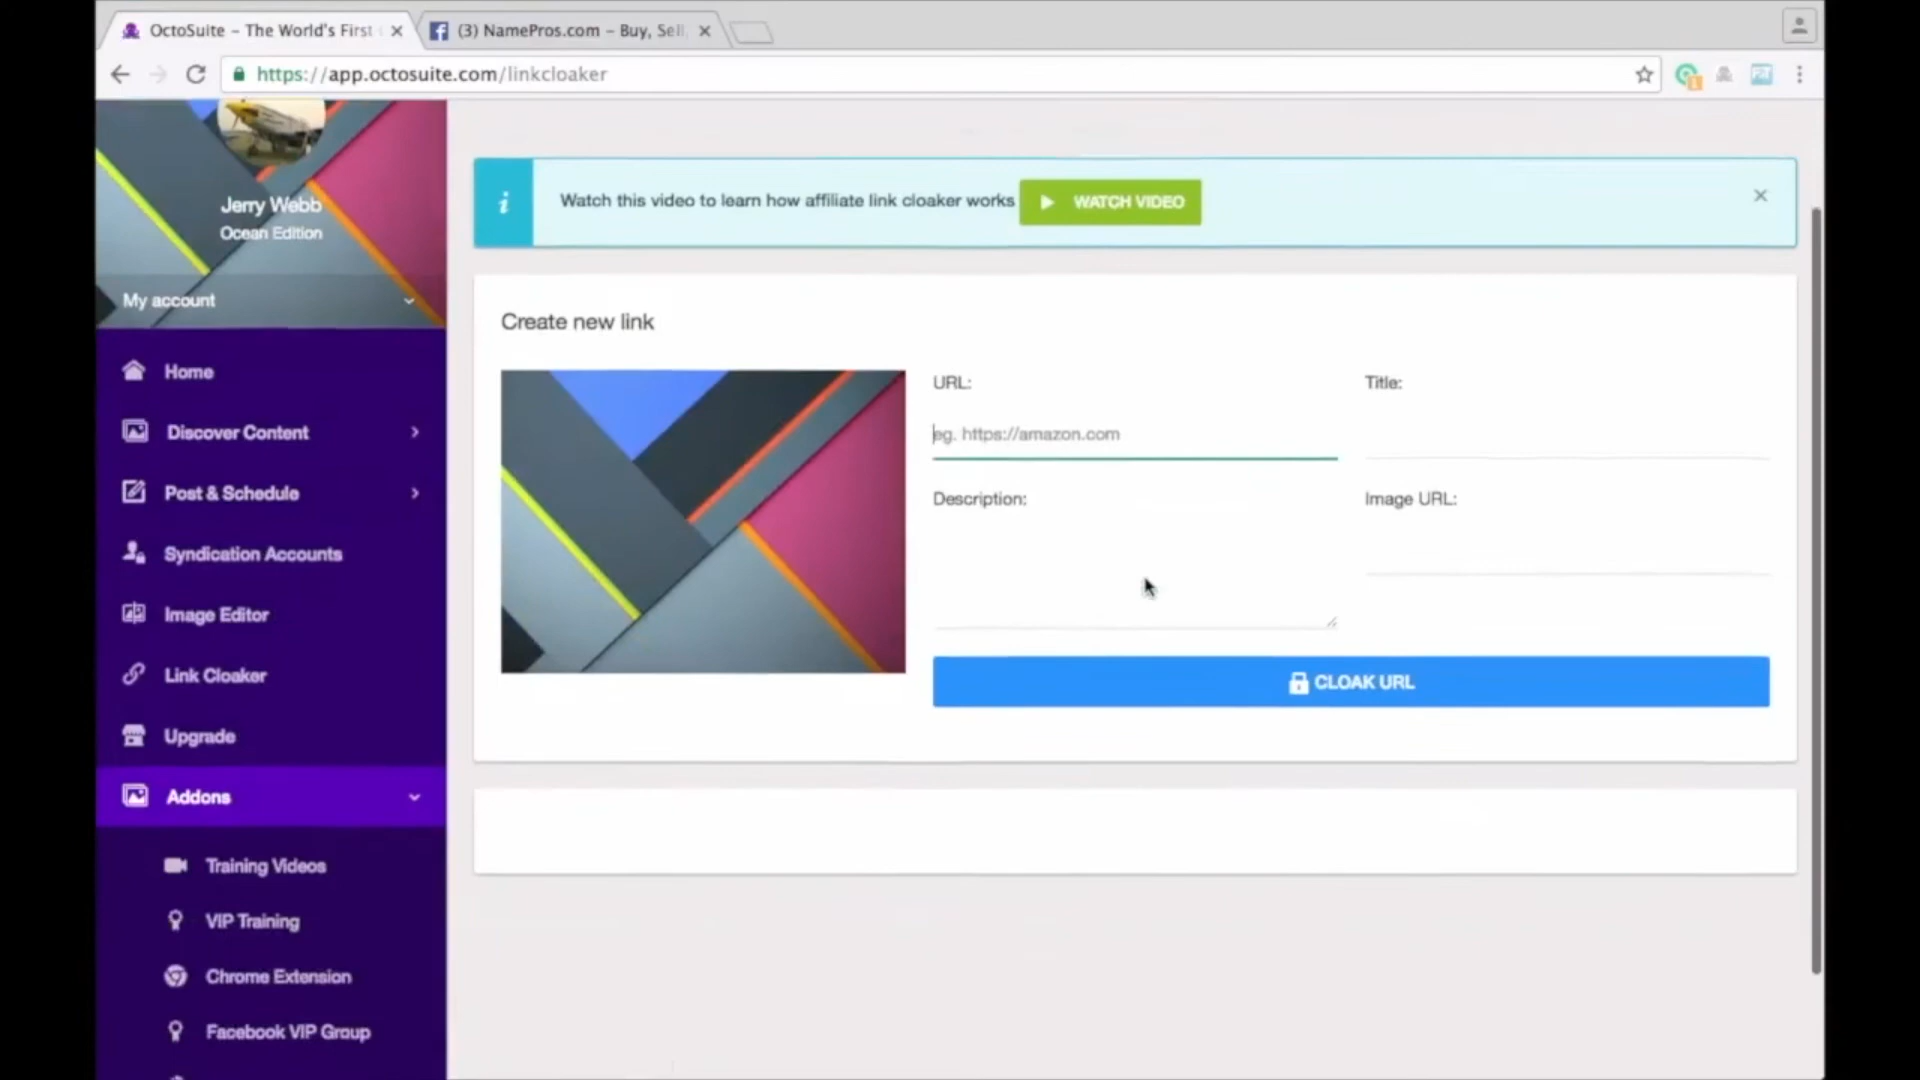 OctoSuite – The World's First
(3) NamePros.com – Buy, Sell,
https://app.octosuite.com/linkcloaker
Jerry Webb
Ocean Edition
My account
Home
Discover Content
Post & Schedule
Syndication Accounts
Image Editor
Link Cloaker
Upgrade
Addons
Training Videos
VIP Training
Chrome Extension
Facebook VIP Group
Watch this video to learn how affiliate link cloaker works WATCH VIDEO
Create new link
URL:
Title:
eg. https://amazon.com
Description:
Image URL:
CLOAK URL